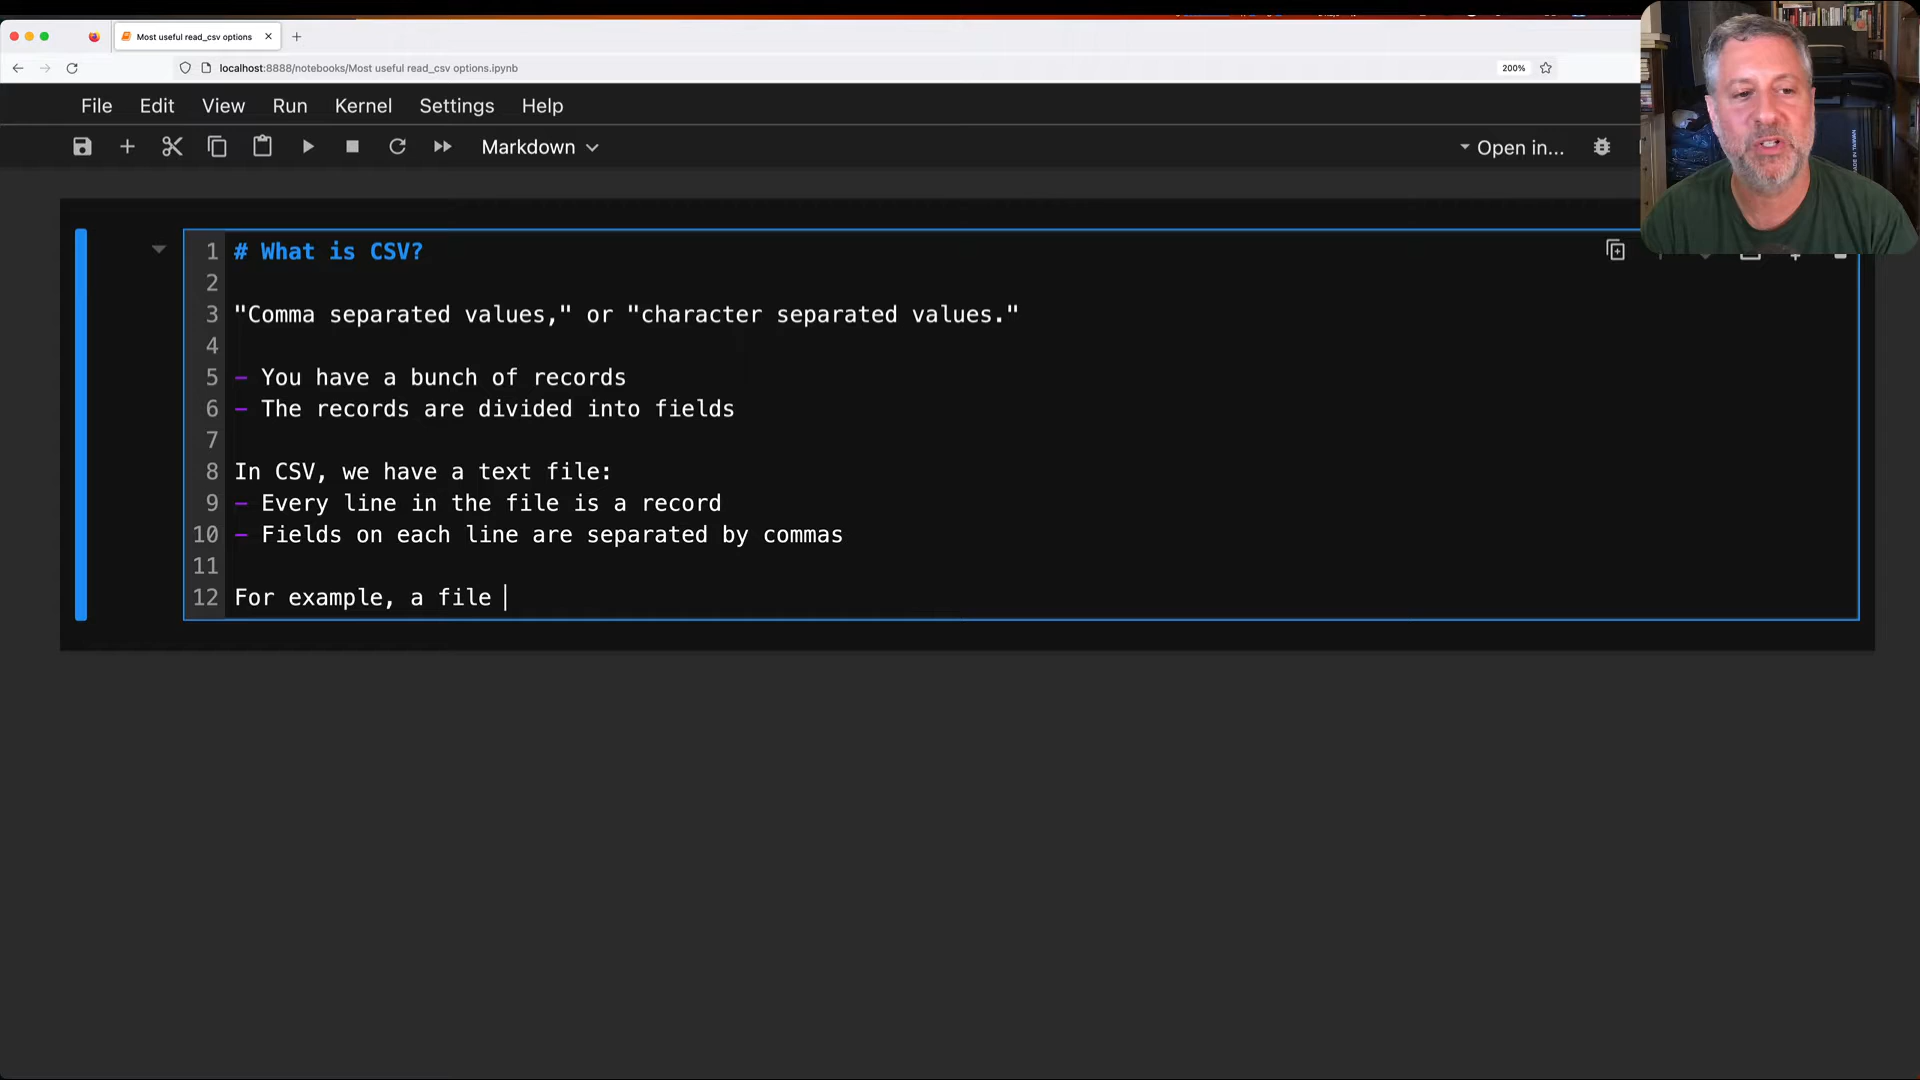 Most useful read_csv options
localhost:8888/notebooks/Most useful read_csv options.ipynb
200%
File Edit View Run Kernel Settings Help
Markdown
Open in...
1 # What is CSV?
2
3 "Comma separated values," or "character separated values."
4
5 - You have a bunch of records
6 - The records are divided into fields
7
8 In CSV, we have a text file:
9 - Every line in the file is a record
10 - Fields on each line are separated by commas
11
12 For example, a file